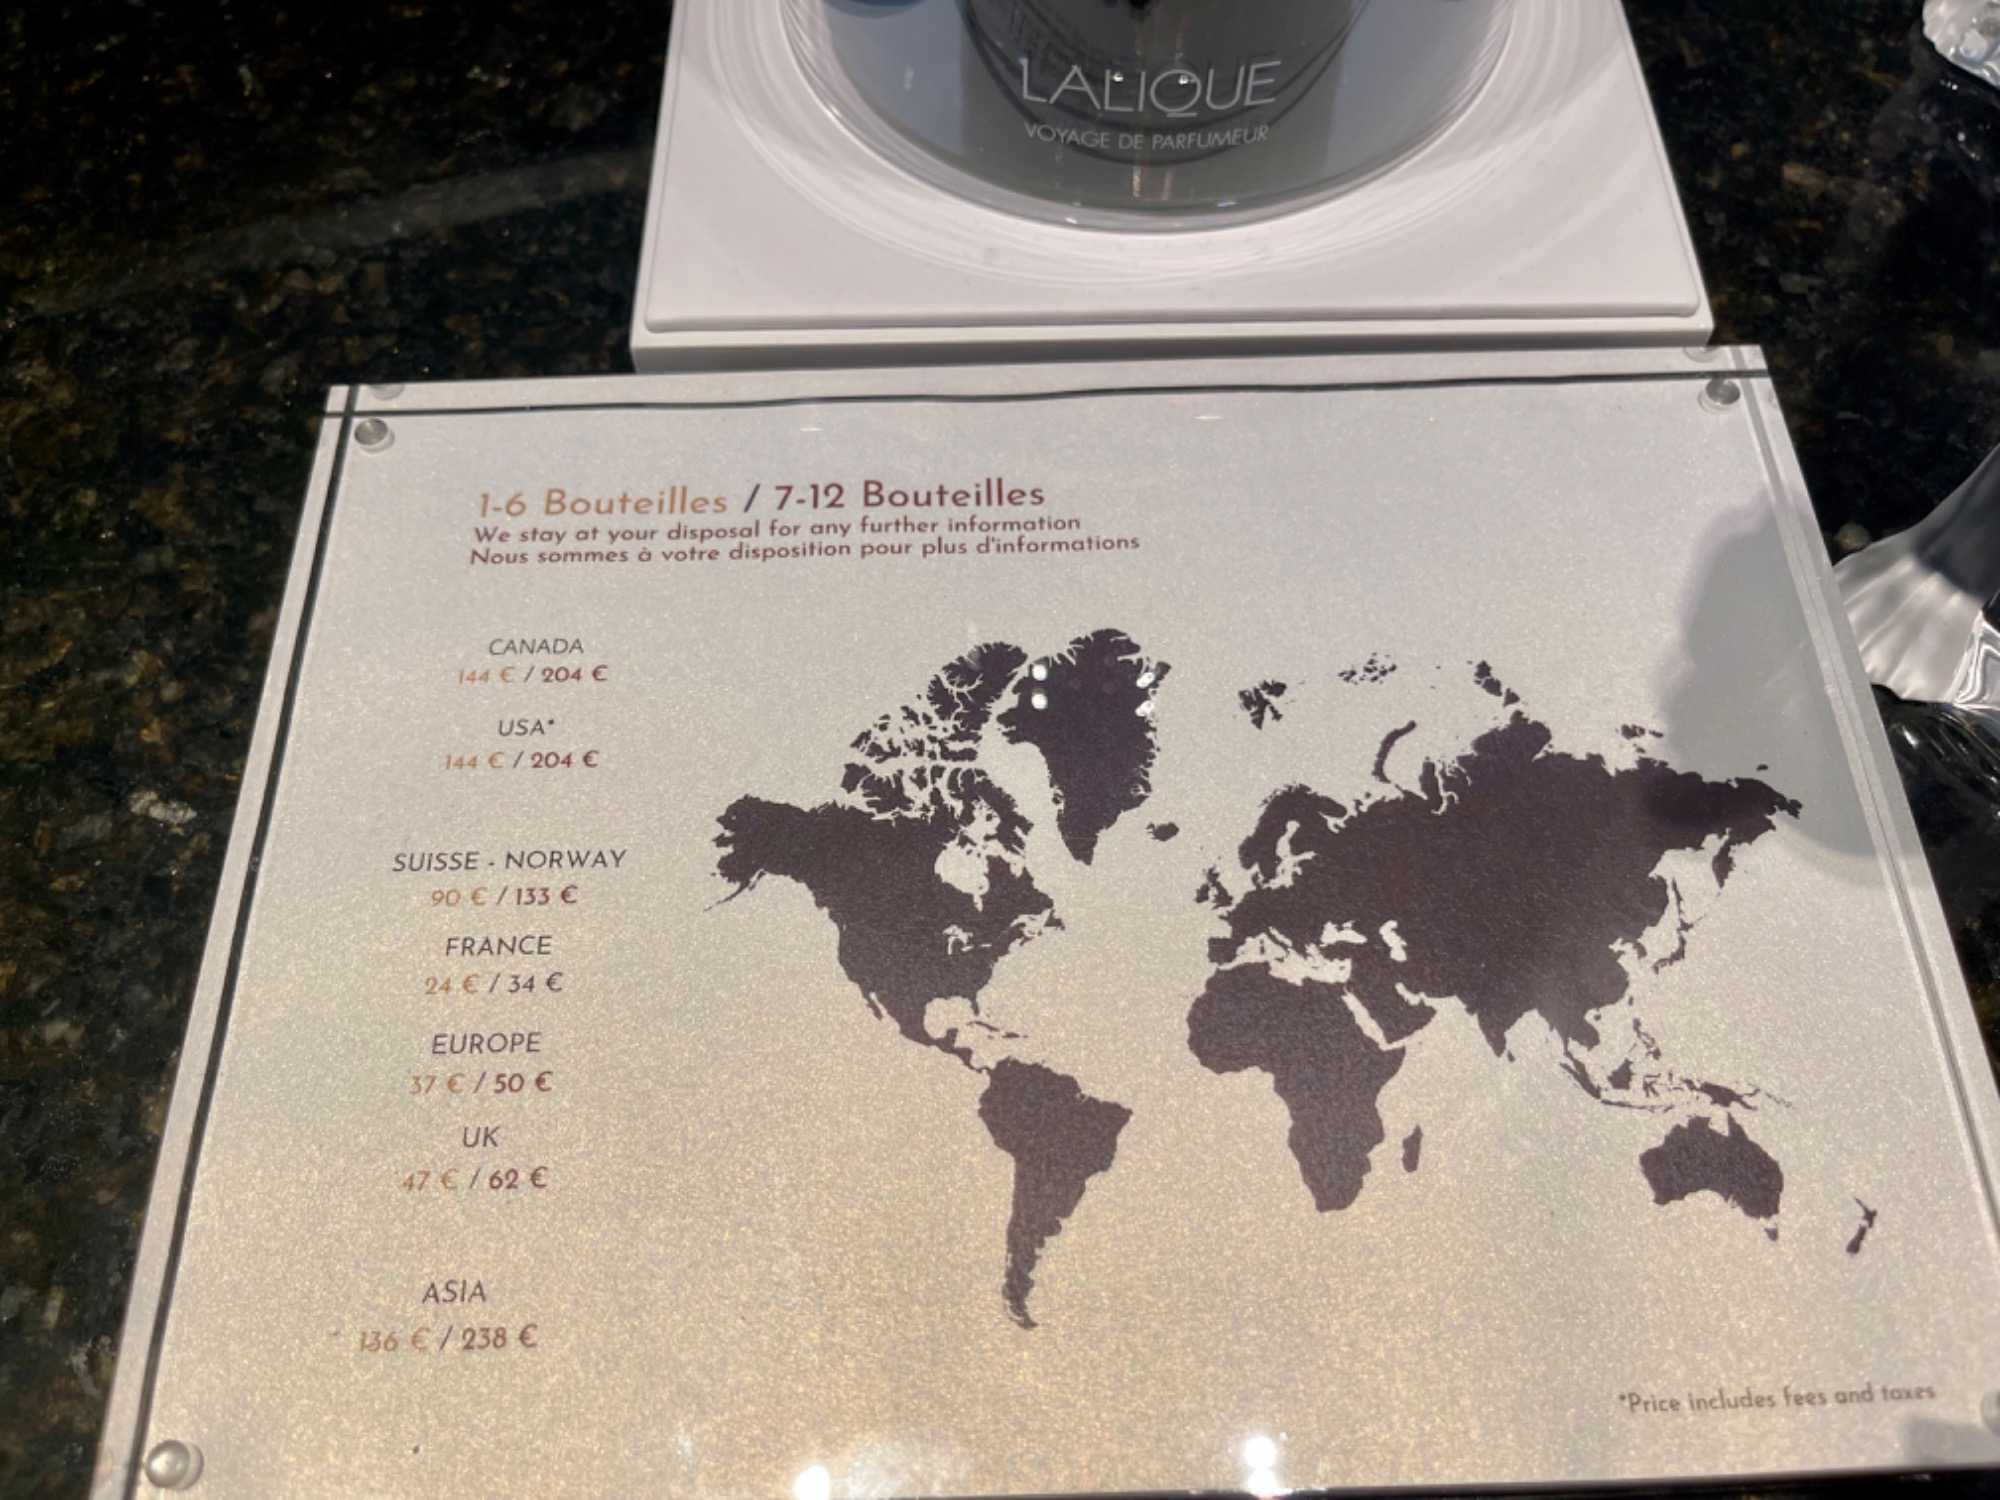 LALIQUE
VOYAGE DE PARFUMEUR
1-6 Bouteilles / 7-12 Bouteilles
We stay at your disposal for any further information
Nous sommes à votre disposition pour plus d'informations
CANADA
144 € / 204 €
USA*
144 € / 204 €
SUISSE - NORWAY
90 € / 133 €
FRANCE
24 € / 34 €
EUROPE
37 € / 50 €
UK
47 € / 62 €
ASIA
136 € / 238 €
*Price includes fees and taxes